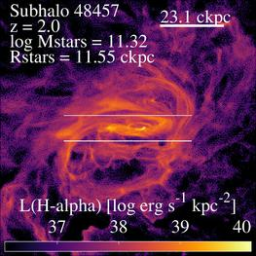 Subhalo 48457
23.1 ckpc
z = 2.0
log Mstars = 11.32
Rstars = 11.55 ckpc
L(H-alpha) [log erg s⁻¹ kpc⁻²]
37 38 39 40